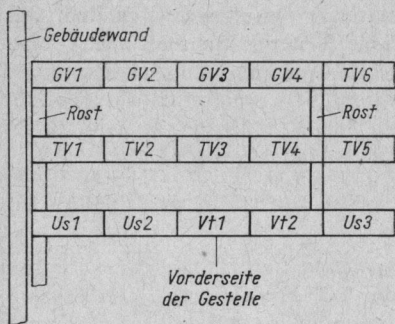 Gebäudewand
GV1 GV2 GV3 GV4 TV6
Rost Rost
TV1 TV2 TV3 TV4 TV5
Us1 Us2 Vt1 Vt2 Us3
Vorderseite
der Gestelle